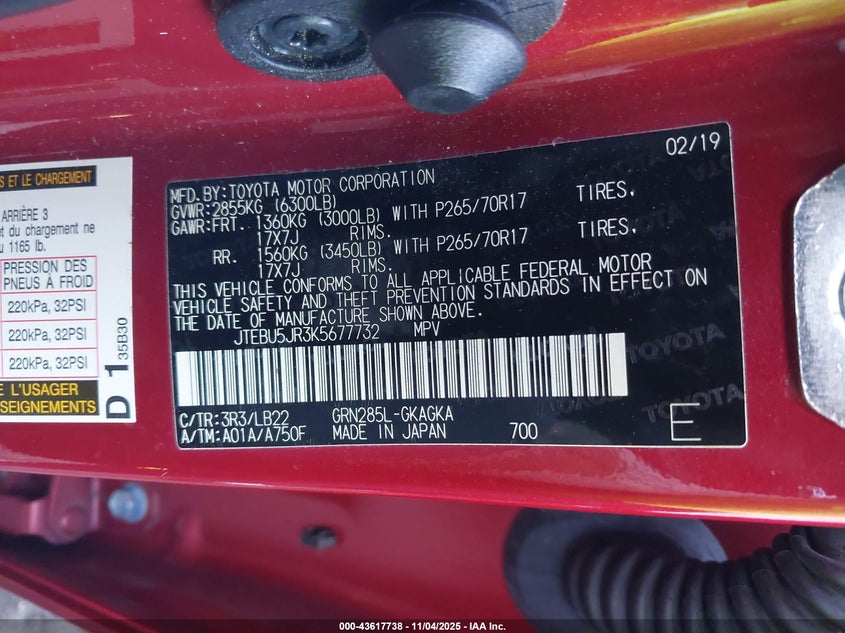 S ET LE CHARGEMENT
ARRIÈRE 3
et du chargement ne
u 1165 lb.
PRESSION DES
PNEUS À FROID
220kPa, 32PSI
220kPa, 32PSI
220kPa, 32PSI
E L'USAGER
SEIGNEMENTS
D 1
35B30
02/19
MFD.BY:TOYOTA MOTOR CORPORATION
GVWR:2855KG (6300LB)
GAWR:FRT. 1360KG (3000LB) WITH P265/70R17 TIRES,
17X7J RIMS.
RR. 1560KG (3450LB) WITH P265/70R17 TIRES,
17X7J RIMS.
THIS VEHICLE CONFORMS TO ALL APPLICABLE FEDERAL MOTOR
VEHICLE SAFETY AND THEFT PREVENTION STANDARDS IN EFFECT ON
THE DATE OF MANUFACTURE SHOWN ABOVE.
JTEBU5JR3K5677732 MPV
C/TR:3R3/LB22 GRN285L-GKAGKA
A/TM:A01A/A750F MADE IN JAPAN 700 E
TOYOTA
TOYOTA
000-43617738 - 11/04/2025 - IAA Inc.